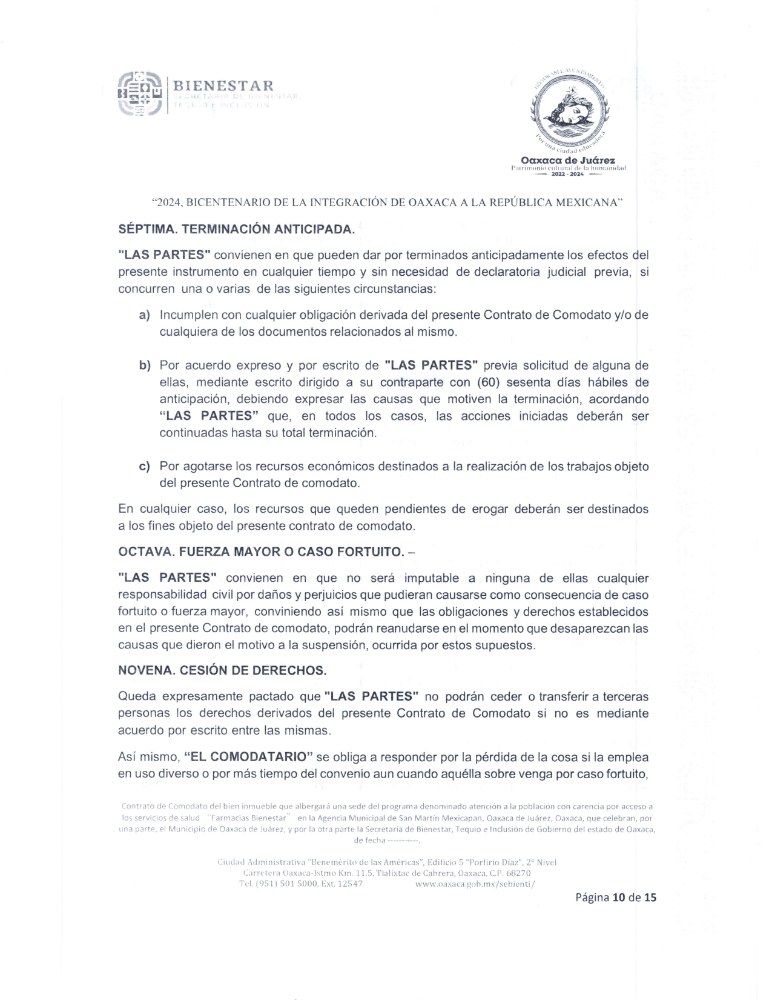 BIENESTAR
SECRETARÍA DE BIENESTAR,
TEQUIO E INCLUSIÓN
HONORABLE AYUNTAMIENTO
Por una ciudad educadora
Oaxaca de Juárez
Patrimonio cultural de la humanidad
2022 - 2024
“2024, BICENTENARIO DE LA INTEGRACIÓN DE OAXACA A LA REPÚBLICA MEXICANA”
SÉPTIMA. TERMINACIÓN ANTICIPADA.
"LAS PARTES" convienen en que pueden dar por terminados anticipadamente los efectos del
presente instrumento en cualquier tiempo y sin necesidad de declaratoria judicial previa, si
concurren una o varias de las siguientes circunstancias:
a) Incumplen con cualquier obligación derivada del presente Contrato de Comodato y/o de
cualquiera de los documentos relacionados al mismo.
b) Por acuerdo expreso y por escrito de "LAS PARTES" previa solicitud de alguna de
ellas, mediante escrito dirigido a su contraparte con (60) sesenta días hábiles de
anticipación, debiendo expresar las causas que motiven la terminación, acordando
“LAS PARTES” que, en todos los casos, las acciones iniciadas deberán ser
continuadas hasta su total terminación.
c) Por agotarse los recursos económicos destinados a la realización de los trabajos objeto
del presente Contrato de comodato.
En cualquier caso, los recursos que queden pendientes de erogar deberán ser destinados
a los fines objeto del presente contrato de comodato.
OCTAVA. FUERZA MAYOR O CASO FORTUITO. –
"LAS PARTES" convienen en que no será imputable a ninguna de ellas cualquier
responsabilidad civil por daños y perjuicios que pudieran causarse como consecuencia de caso
fortuito o fuerza mayor, conviniendo así mismo que las obligaciones y derechos establecidos
en el presente Contrato de comodato, podrán reanudarse en el momento que desaparezcan las
causas que dieron el motivo a la suspensión, ocurrida por estos supuestos.
NOVENA. CESIÓN DE DERECHOS.
Queda expresamente pactado que "LAS PARTES" no podrán ceder o transferir a terceras
personas los derechos derivados del presente Contrato de Comodato si no es mediante
acuerdo por escrito entre las mismas.
Así mismo, “EL COMODATARIO” se obliga a responder por la pérdida de la cosa si la emplea
en uso diverso o por más tiempo del convenio aun cuando aquélla sobre venga por caso fortuito,
Contrato de Comodato del bien inmueble que albergará una sede del programa denominado atención a la población con carencia por acceso a
los servicios de salud "Farmacias Bienestar" en la Agencia Municipal de San Martín Mexicapan, Oaxaca de Juárez, Oaxaca, que celebran, por
una parte, el Municipio de Oaxaca de Juárez, y por la otra parte la Secretaría de Bienestar, Tequio e Inclusión de Gobierno del estado de Oaxaca,
de fecha ----------.
Ciudad Administrativa "Benemérito de las Américas", Edificio 5 "Porfirio Díaz", 2° Nivel
Carretera Oaxaca-Istmo Km. 11.5, Tlalixtac de Cabrera, Oaxaca, C.P. 68270
Tel. (951) 501 5000, Ext. 12547 www.oaxaca.gob.mx/sebienti/
Página 10 de 15